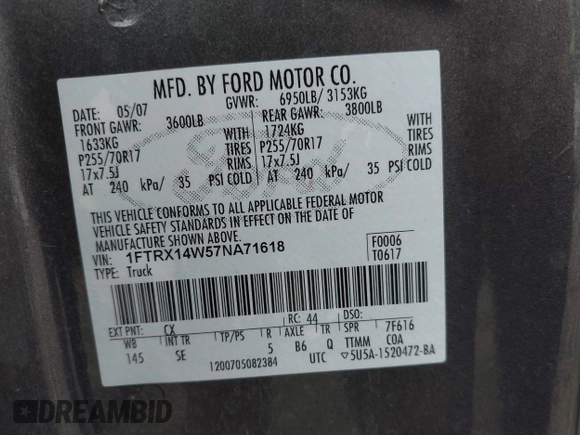 MFD. BY FORD MOTOR CO.
DATE: 05/07 GVWR: 6950LB/ 3153KG
FRONT GAWR: 3600LB REAR GAWR: 3800LB
1633KG WITH 1724KG WITH
P255/70R17 TIRES P255/70R17 TIRES
17x7.5J RIMS 17x7.5J RIMS
AT 240 kPa/ 35 PSI COLD AT 240 kPa/ 35 PSI COLD
Ford
THIS VEHICLE CONFORMS TO ALL APPLICABLE FEDERAL MOTOR
VEHICLE SAFETY STANDARDS IN EFFECT ON THE DATE OF
MANUFACTURE SHOWN ABOVE.
VIN: 1FTRX14W57NA71618 F0006
TYPE: Truck T0617
EXT PNT: CX RC: 44 DSO:
WB INT TR TP/PS R AXLE TR SPR 7F616
145 SE 5 B6 Q TTMM COA
1200705082384 UTC ▽5U5A-1520472-BA
DREAMBID